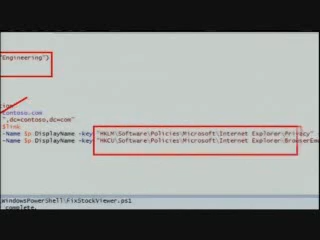 "Engineering")
contoso.com
",dc=contoso,dc=com"
$link
-Name $p DisplayName -key "HKLM\Software\Policies\Microsoft\Internet Explorer\Privacy"
-Name $p DisplayName -key "HKCU\Software\Policies\Microsoft\Internet Explorer\BrowserEmu
WindowsPowerShell\FixStockViewer.ps1
complete.